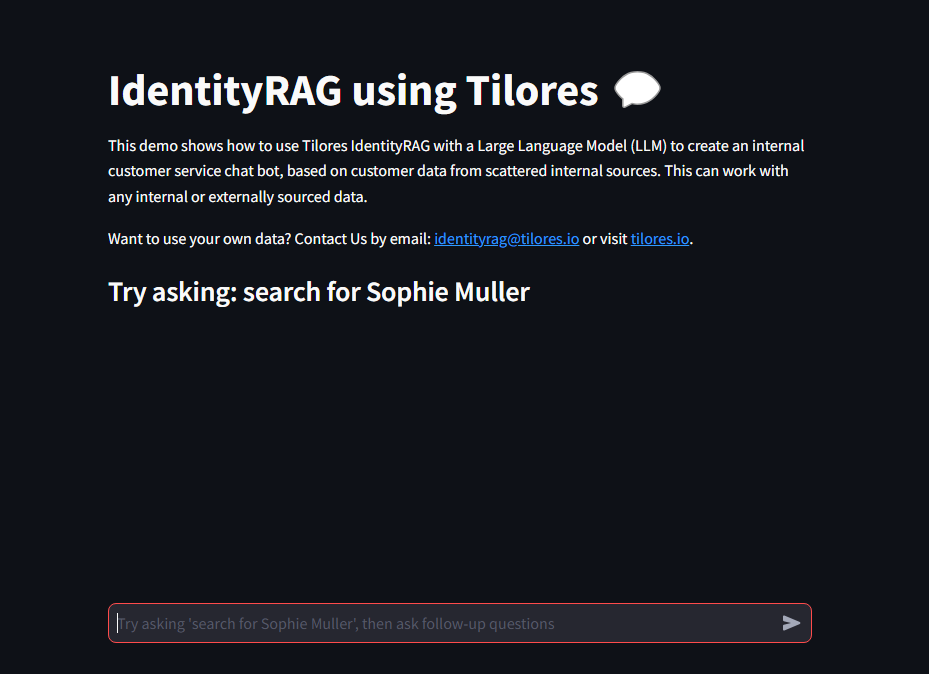 IdentityRAG using Tilores 💬
This demo shows how to use Tilores IdentityRAG with a Large Language Model (LLM) to create an internal
customer service chat bot, based on customer data from scattered internal sources. This can work with
any internal or externally sourced data.
Want to use your own data? Contact Us by email: identityrag@tilores.io or visit tilores.io.
Try asking: search for Sophie Muller
Try asking 'search for Sophie Muller', then ask follow-up questions